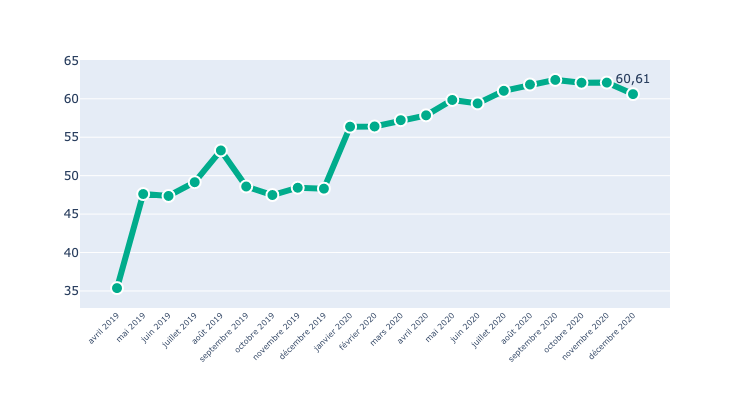 65
60
55
50
45
40
35
60,61
avril 2019
mai 2019
juin 2019
juillet 2019
août 2019
septembre 2019
octobre 2019
novembre 2019
décembre 2019
janvier 2020
février 2020
mars 2020
avril 2020
mai 2020
juin 2020
juillet 2020
août 2020
septembre 2020
octobre 2020
novembre 2020
décembre 2020